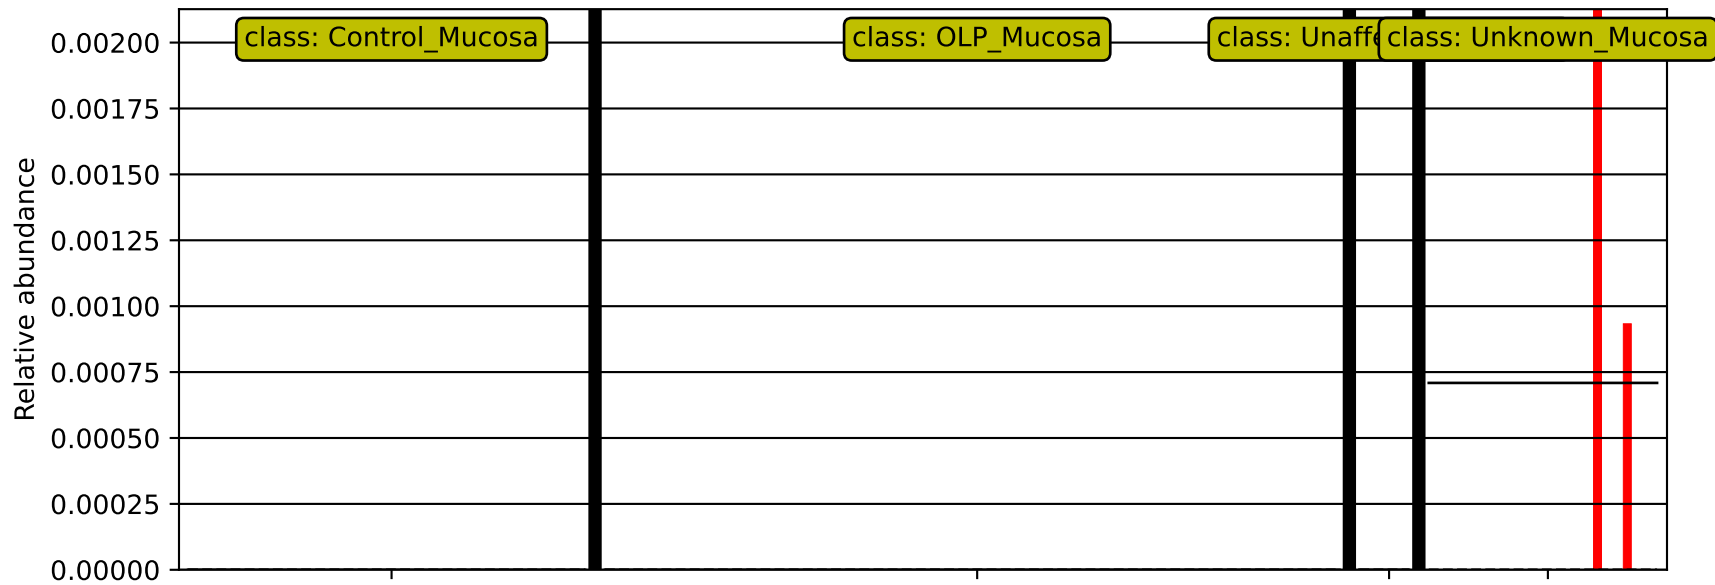 class: Control_Mucosa
class: OLP_Mucosa
class: Unaffe
class: Unknown_Mucosa
Relative abundance
0.00200
0.00175
0.00150
0.00125
0.00100
0.00075
0.00050
0.00025
0.00000